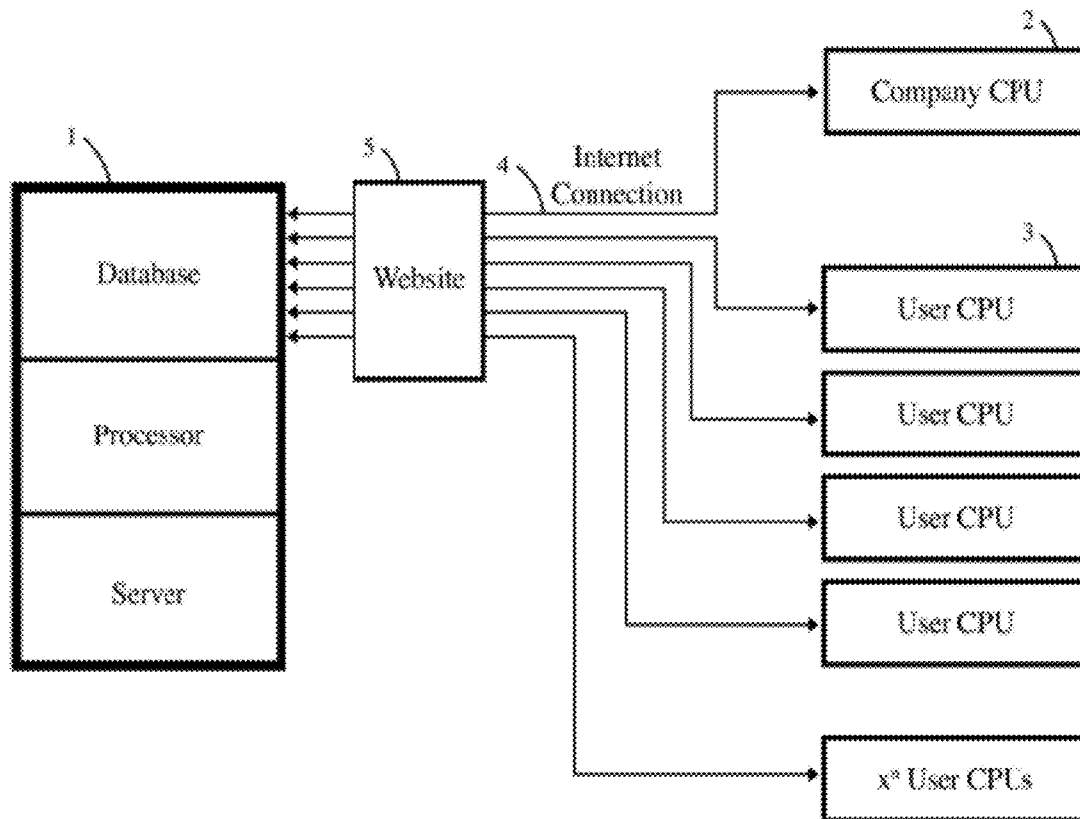 2
Company CPU
1
5
4
Internet
Connection
3
Database
Website
User CPU
User CPU
Processor
User CPU
Server
User CPU
xⁿ User CPUs